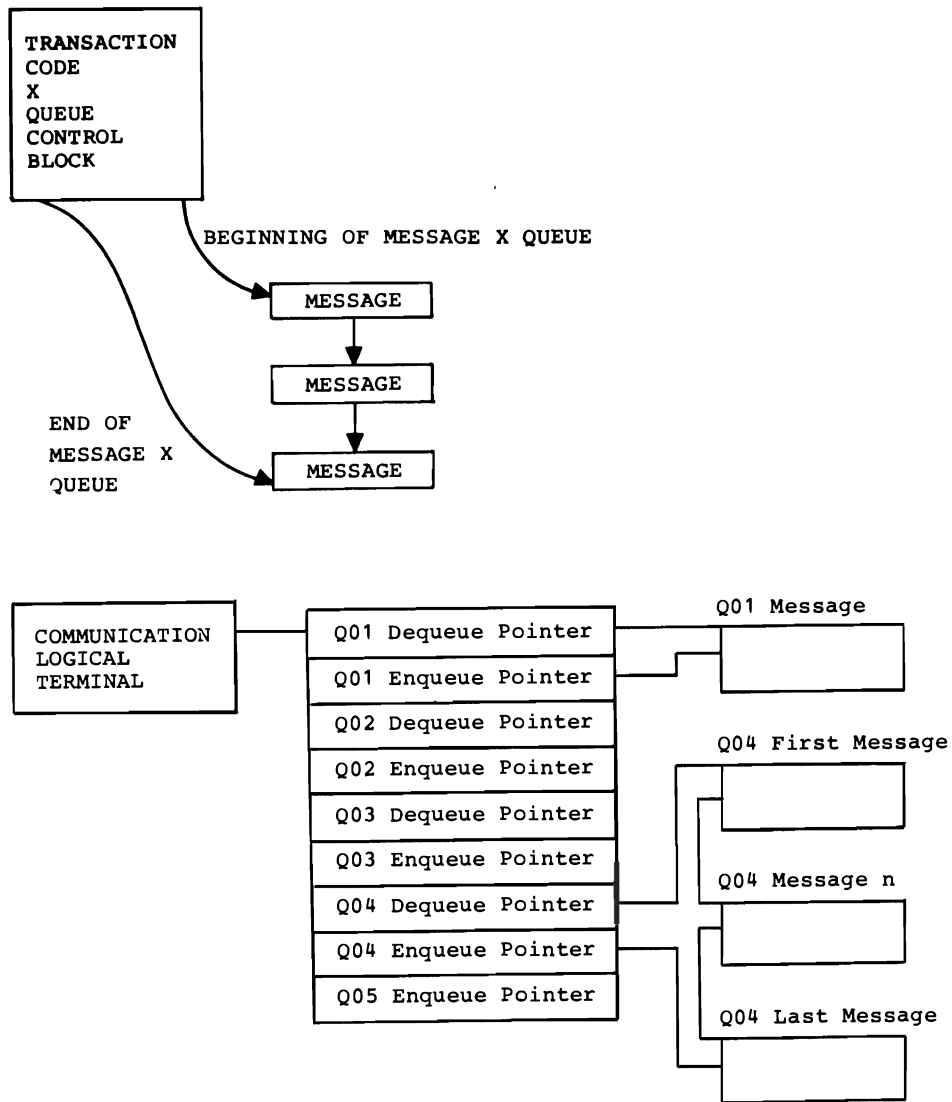 TRANSACTION
CODE
X
QUEUE
CONTROL
BLOCK
BEGINNING OF MESSAGE X QUEUE
MESSAGE
MESSAGE
END OF
MESSAGE X
QUEUE
MESSAGE
COMMUNICATION
LOGICAL
TERMINAL
Q01 Dequeue Pointer
Q01 Enqueue Pointer
Q02 Dequeue Pointer
Q02 Enqueue Pointer
Q03 Dequeue Pointer
Q03 Enqueue Pointer
Q04 Dequeue Pointer
Q04 Enqueue Pointer
Q05 Enqueue Pointer
Q01 Message
Q04 First Message
Q04 Message n
Q04 Last Message